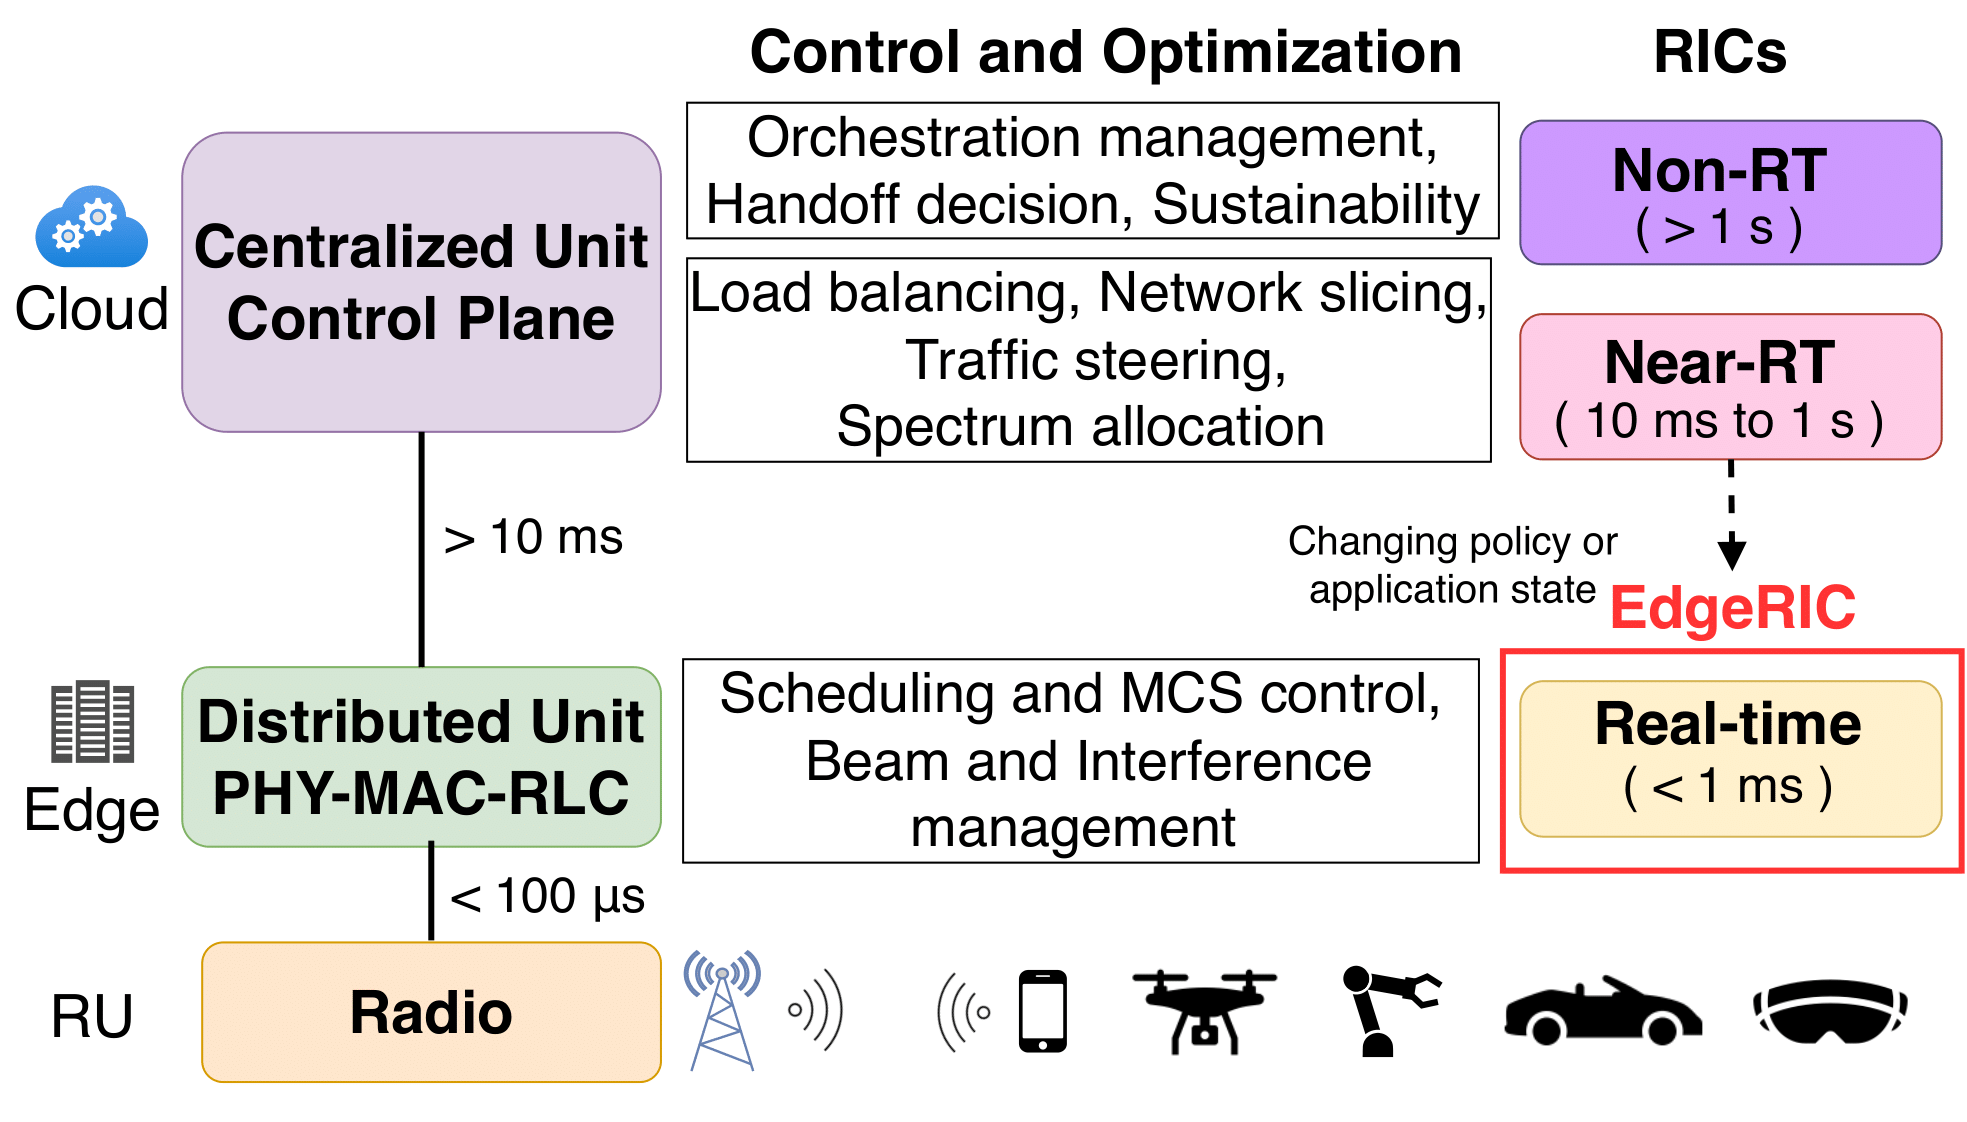 Control and Optimization
RICs
Cloud
Centralized Unit
Control Plane
Orchestration management,
Handoff decision, Sustainability
Non-RT
( > 1 s )
Load balancing, Network slicing,
Traffic steering,
Spectrum allocation
Near-RT
( 10 ms to 1 s )
> 10 ms
Changing policy or
application state
EdgeRIC
Edge
Distributed Unit
PHY-MAC-RLC
Scheduling and MCS control,
Beam and Interference
management
Real-time
( < 1 ms )
< 100 μs
RU
Radio